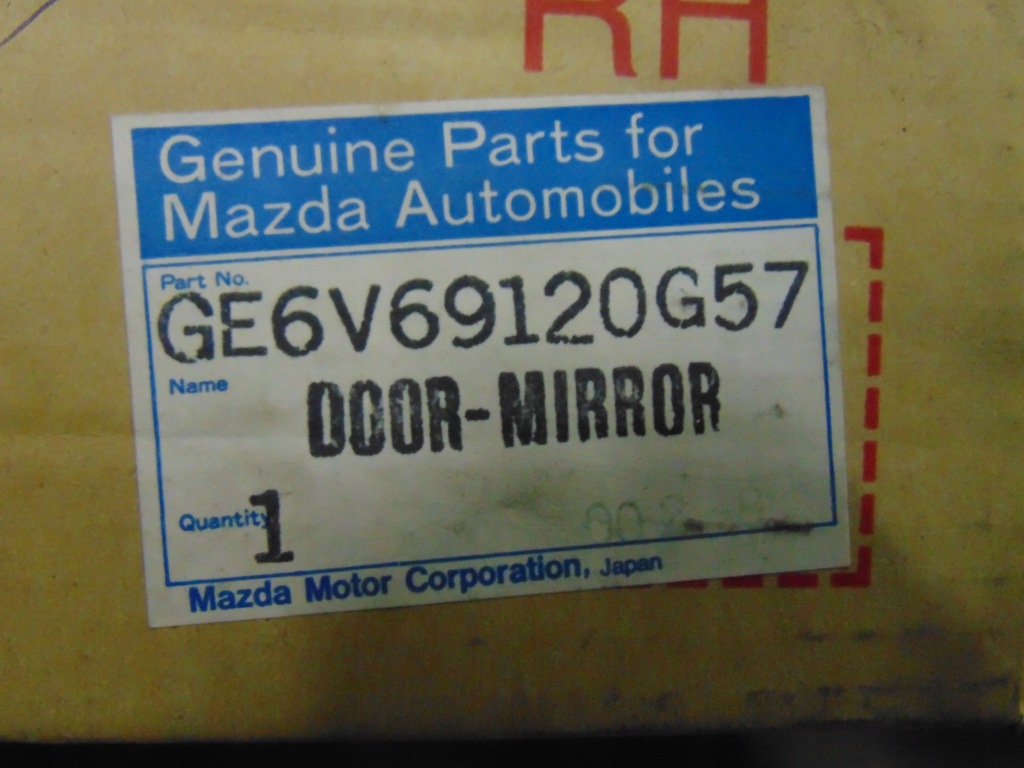 RH
Genuine Parts for
Mazda Automobiles
Part No.
GE6V69120G57
Name
DOOR-MIRROR
Quantity 1
Mazda Motor Corporation, Japan